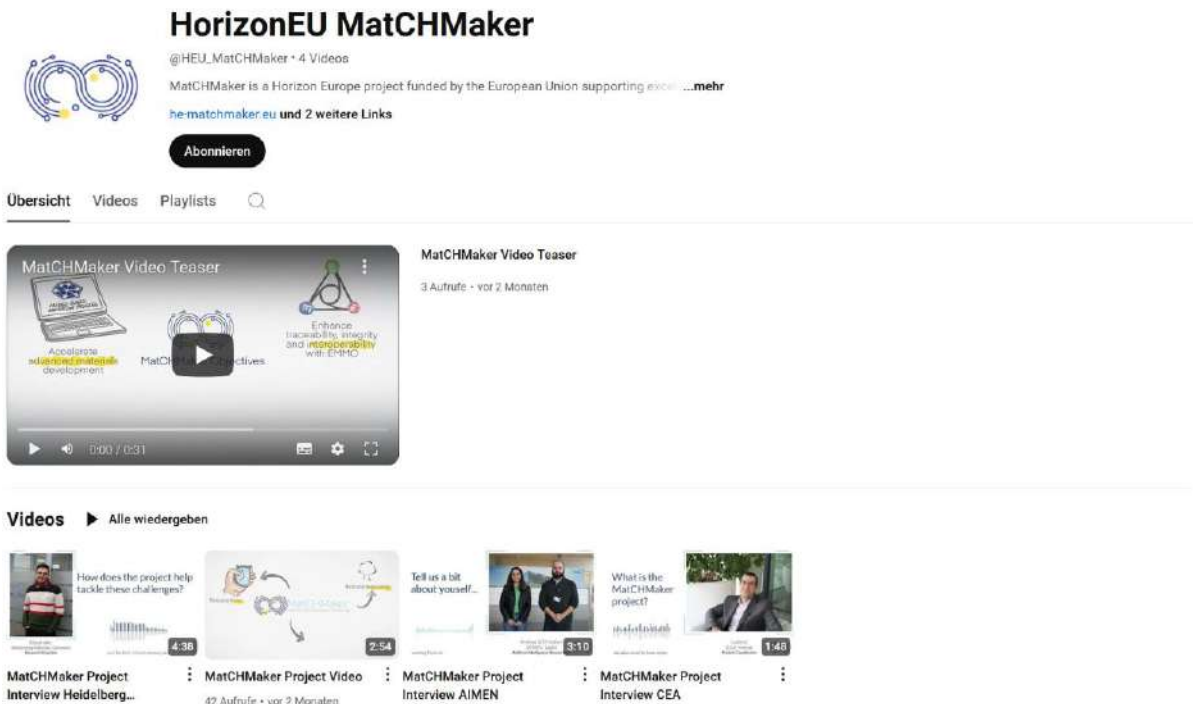 HorizonEU MatCHMaker
@HEU_MatCHMaker • 4 Videos
MatCHMaker is a Horizon Europe project funded by the European Union supporting ...mehr
he-matchmaker.eu und 2 weitere Links
Abonnieren
Übersicht Videos Playlists
MatCHMaker Video Teaser
Accelerate
advanced materials
development
MatCHMaker Objectives
Enhance
traceability, integrity
and interoperability
with EMMO
0:00 / 0:31
MatCHMaker Video Teaser
3 Aufrufe • vor 2 Monaten
Videos Alle wiedergeben
How does the project help
tackle these challenges?
4:38
2:54
Tell us a bit
about youself...
3:10
What is the
MatCHMaker
project?
1:48
MatCHMaker Project
Interview Heidelberg...
MatCHMaker Project Video
42 Aufrufe • vor 2 Monaten
MatCHMaker Project
Interview AIMEN
MatCHMaker Project
Interview CEA